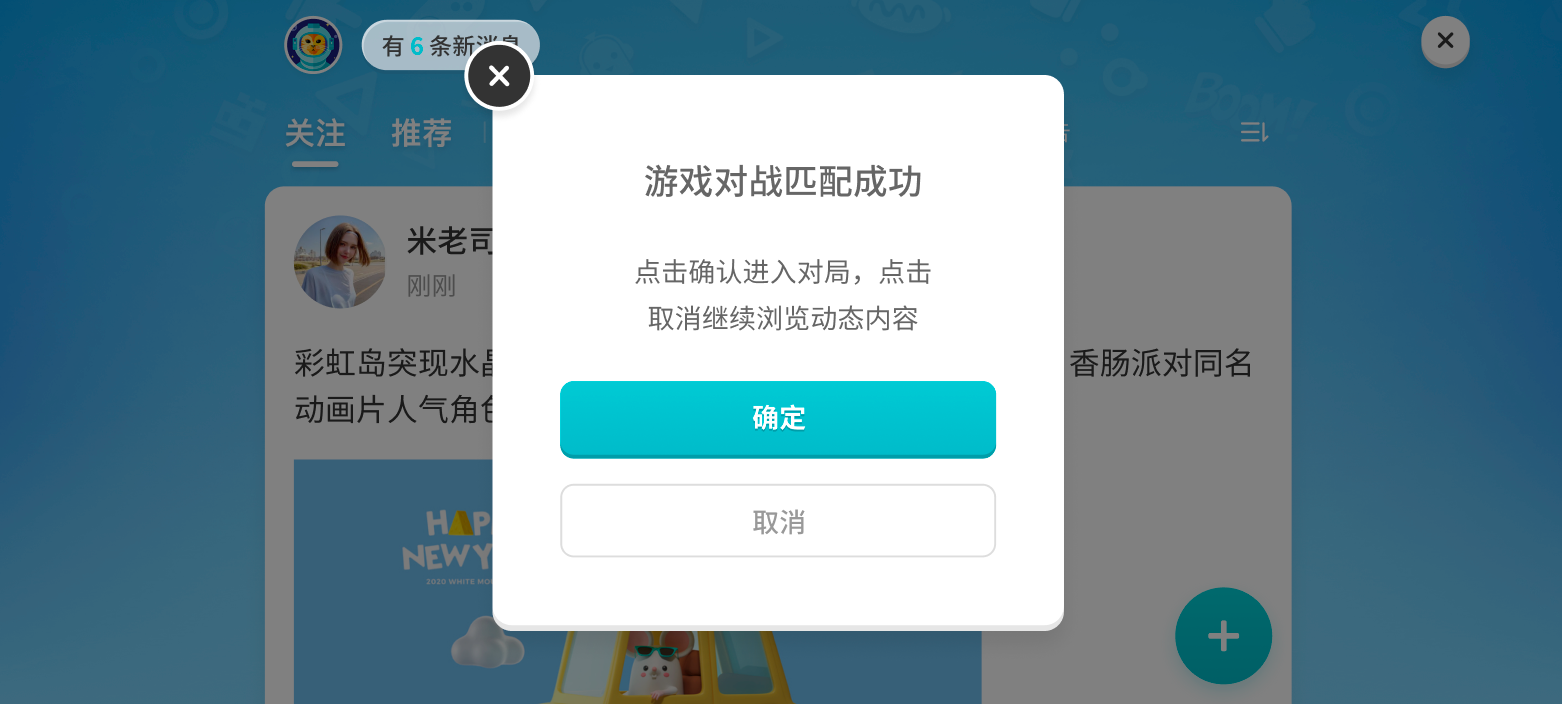 有 6 条新消息
关注 推荐
米老司
刚刚
彩虹岛突现水晶
香肠派对同名
动画片人气角色
HAP
NEW Y
2020 WHITE MO
游戏对战匹配成功
点击确认进入对局，点击
取消继续浏览动态内容
确定
取消